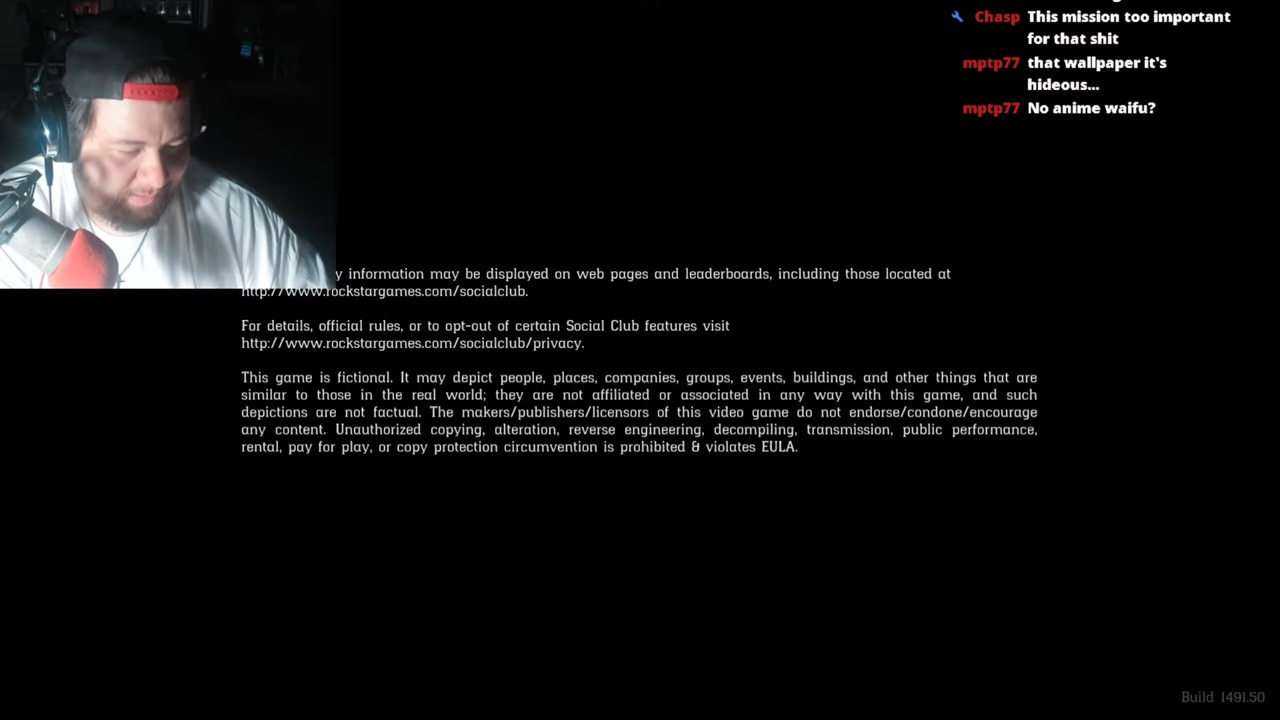 Chasp This mission too important
for that shit
mptp77 that wallpaper it's
hideous...
mptp77 No anime waifu?
y information may be displayed on web pages and leaderboards, including those located at
http://www.rockstargames.com/socialclub.
For details, official rules, or to opt-out of certain Social Club features visit
http://www.rockstargames.com/socialclub/privacy.
This game is fictional. It may depict people, places, companies, groups, events, buildings, and other things that are
similar to those in the real world; they are not affiliated or associated in any way with this game, and such
depictions are not factual. The makers/publishers/licensors of this video game do not endorse/condone/encourage
any content. Unauthorized copying, alteration, reverse engineering, decompiling, transmission, public performance,
rental, pay for play, or copy protection circumvention is prohibited & violates EULA.
Build 1491.50